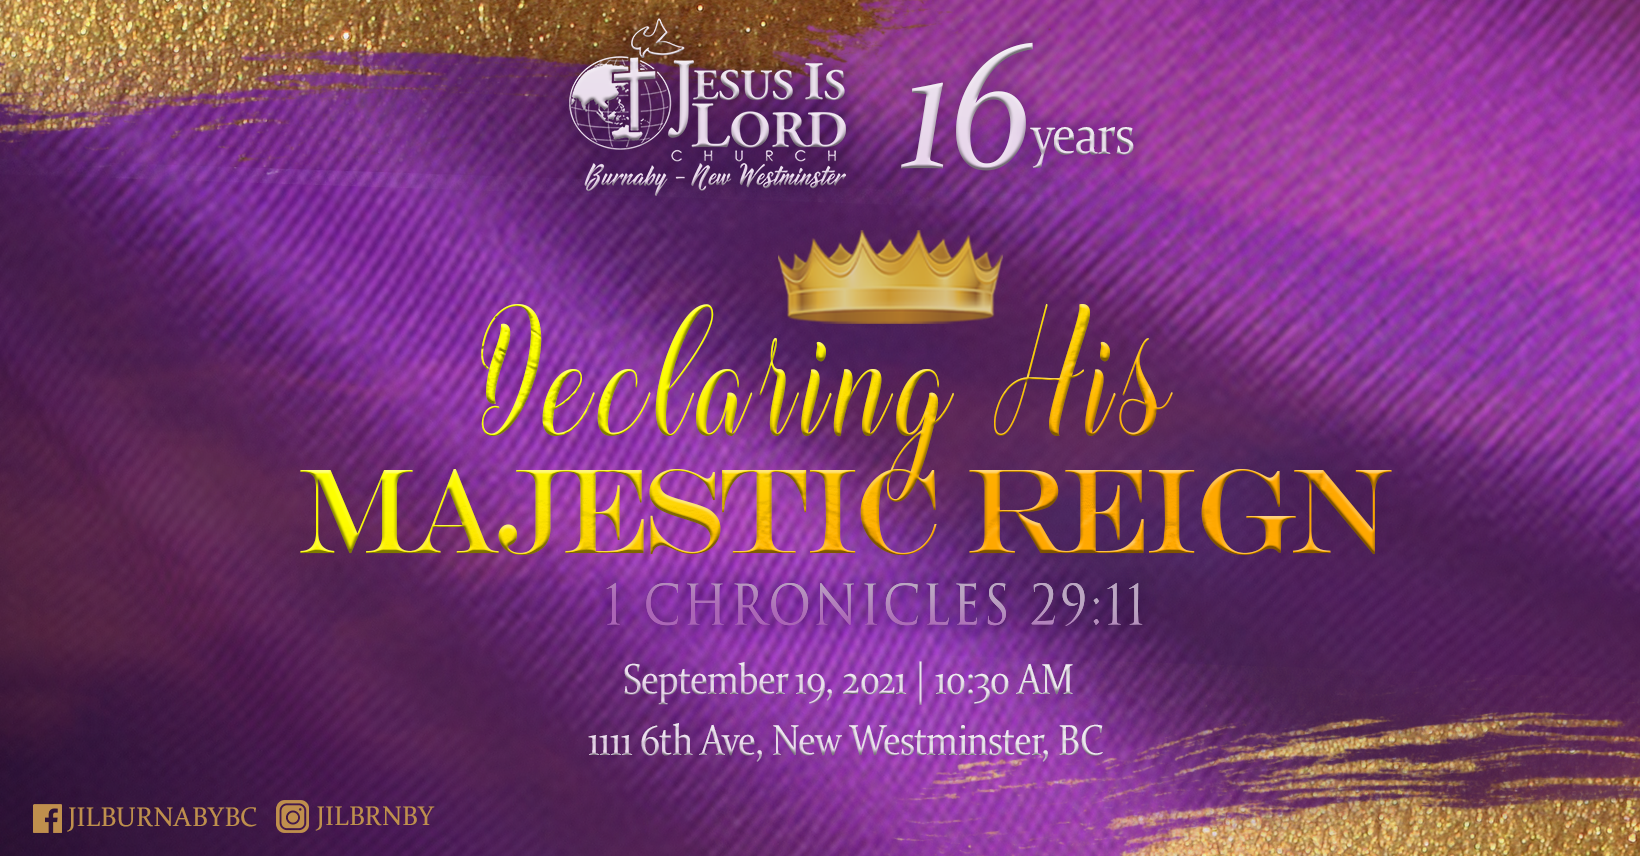 JESUS IS
LORD
CHURCH
Burnaby - New Westminster
16 years
Declaring His
MAJESTIC REIGN
1 CHRONICLES 29:11
September 19, 2021 | 10:30 AM
1111 6th Ave, New Westminster, BC
JILBURNABYBC JILBRNBY